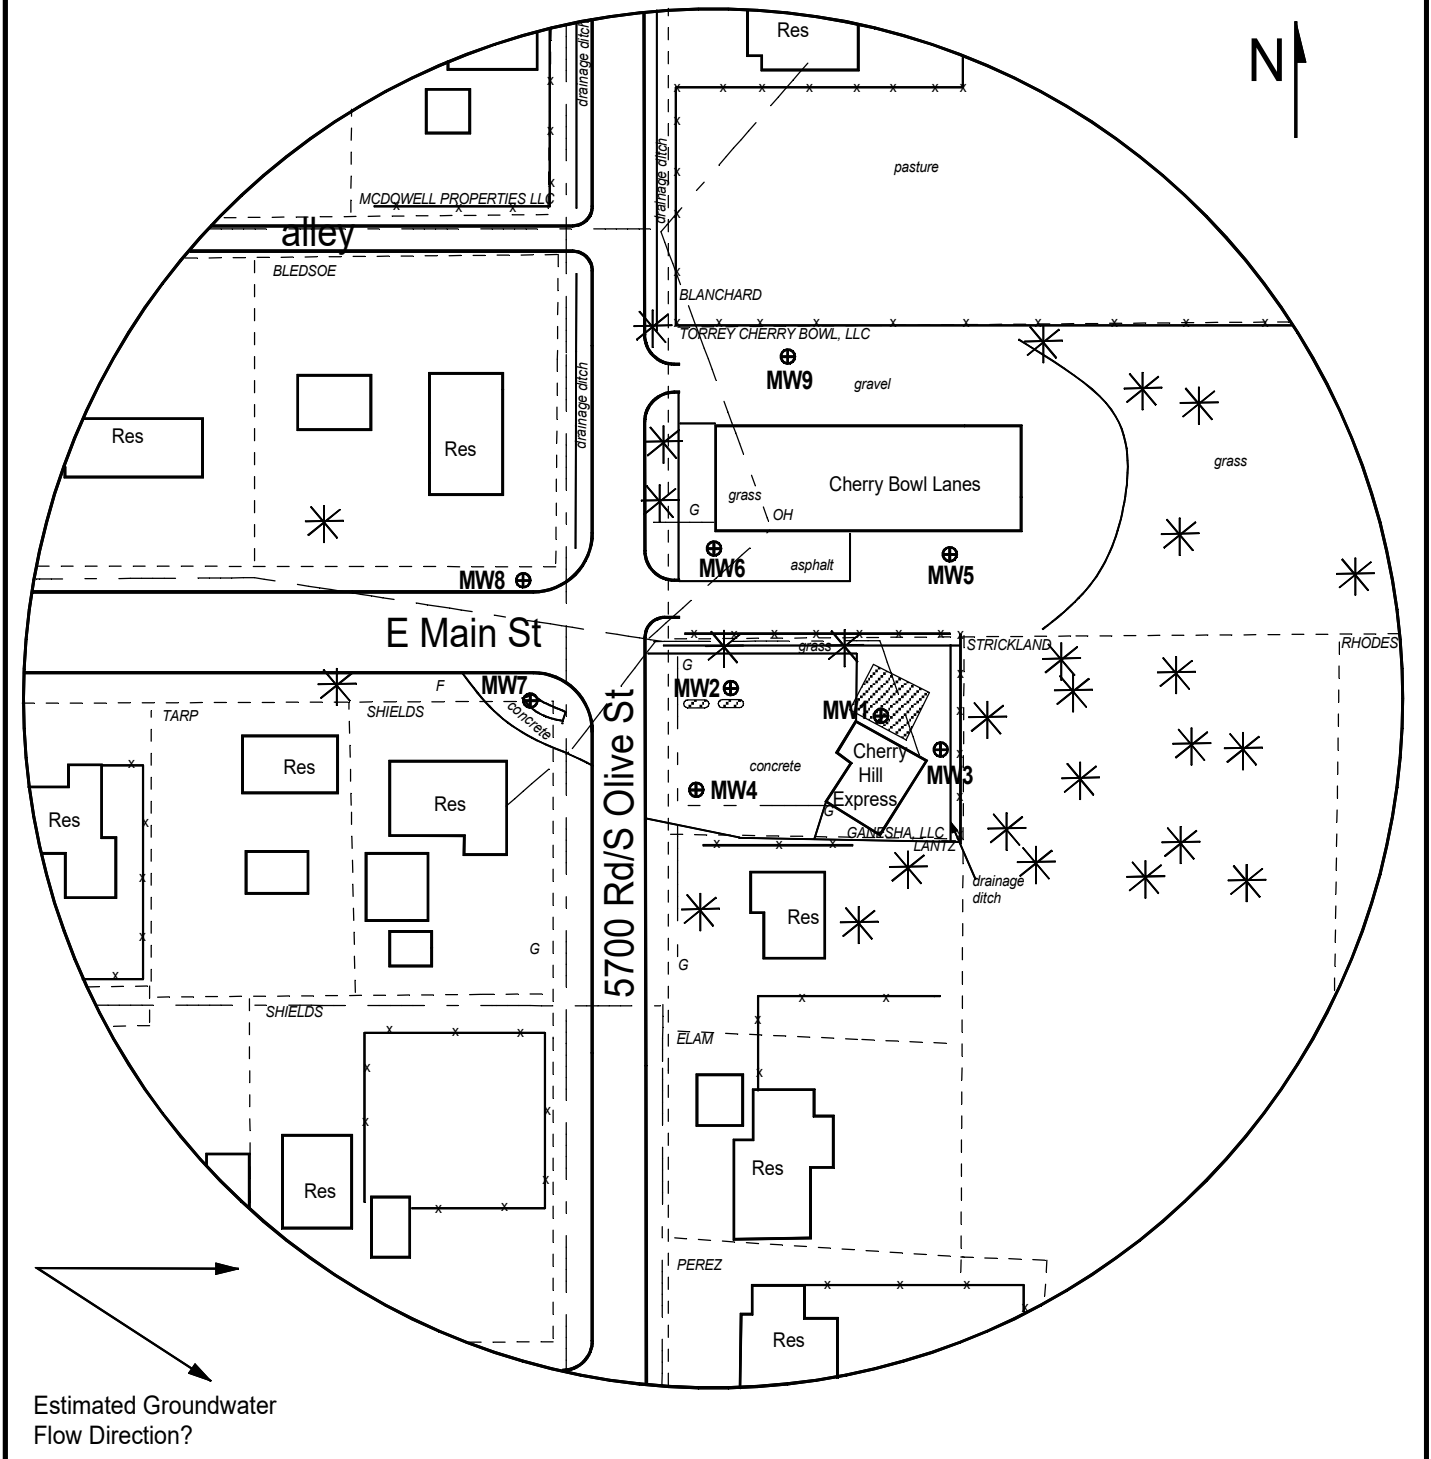 Res
N
drainage ditch
drainage ditch
pasture
MCDOWELL PROPERTIES LLC
alley
BLEDSOE
BLANCHARD
TORREY CHERRY BOWL, LLC
MW9
gravel
drainage ditch
Res
Res
grass
Cherry Bowl Lanes
grass
G
OH
MW6
asphalt
MW5
MW8
E Main St
grass
STRICKLAND
RHODES
G
F
MW7
MW2
MW1
TARP
SHIELDS
concrete
5700 Rd/S Olive St
Res
concrete
Cherry
Hill
Express
MW3
MW4
Res
Res
G
GANESHA, LLC
LANTZ
drainage
ditch
Res
G
G
SHIELDS
ELAM
Res
Res
PEREZ
Res
Estimated Groundwater
Flow Direction?